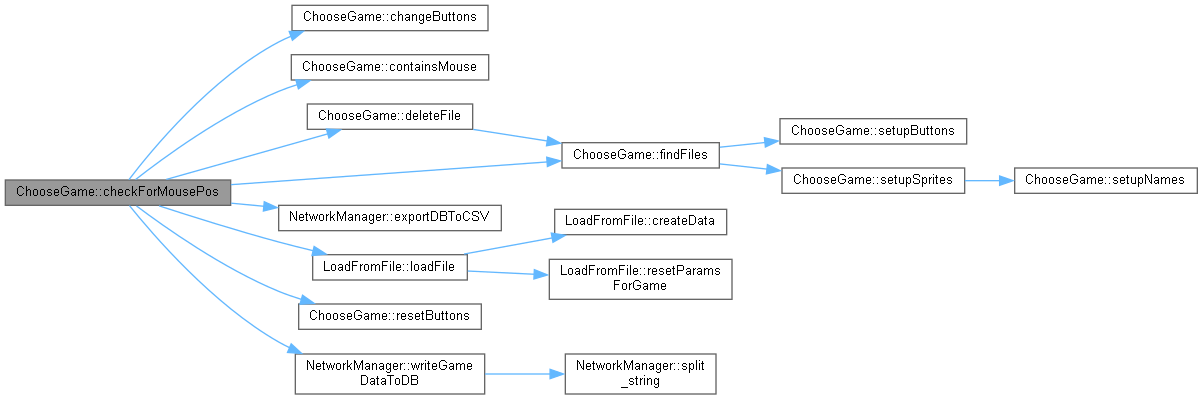 ChooseGame::changeButtons
ChooseGame::containsMouse
ChooseGame::deleteFile
ChooseGame::setupButtons
ChooseGame::findFiles
ChooseGame::setupSprites
ChooseGame::setupNames
ChooseGame::checkForMousePos
NetworkManager::exportDBToCSV
LoadFromFile::createData
LoadFromFile::loadFile
LoadFromFile::resetParams
ForGame
ChooseGame::resetButtons
NetworkManager::writeGame
DataToDB
NetworkManager::split
_string